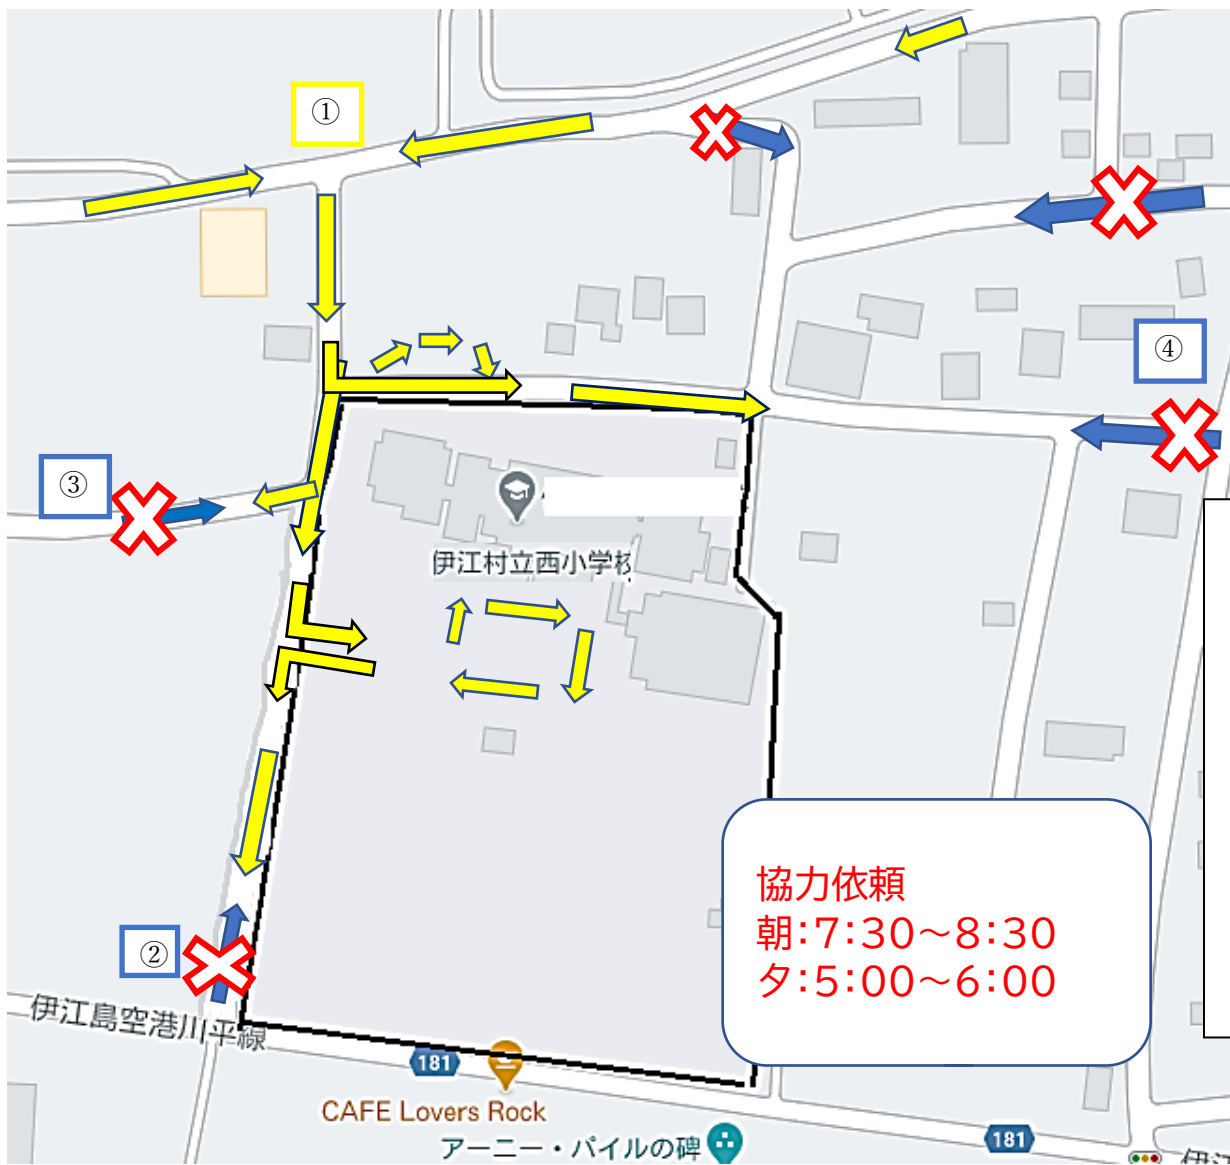 ①
④
③
伊江村立西小学校
協力依頼
朝:7:30～8:30
夕:5:00～6:00
②
伊江島空港川平線
181
CAFE Lovers Rock
アーニー・パイルの碑
181
伊江